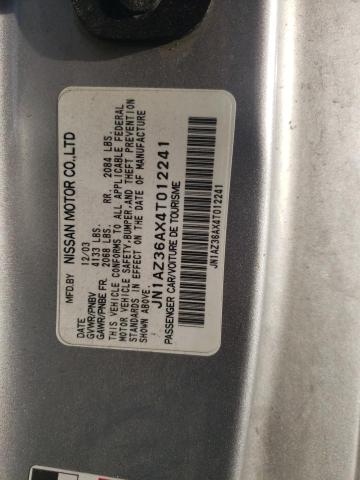 MFD.BY NISSAN MOTOR CO.,LTD
DATE 12/03
GVWR/PNBV 4133 LBS.
GAWR/PNBE FR. 2068 LBS. RR. 2084 LBS.
THIS VEHICLE CONFORMS TO ALL APPLICABLE FEDERAL
MOTOR VEHICLE SAFETY,BUMPER,AND THEFT PREVENTION
STANDARDS IN EFFECT ON THE DATE OF MANUFACTURE
SHOWN ABOVE.
JN1AZ36AX4T012241
PASSENGER CAR/VOITURE DE TOURISME
JN1AZ36AX4T012241